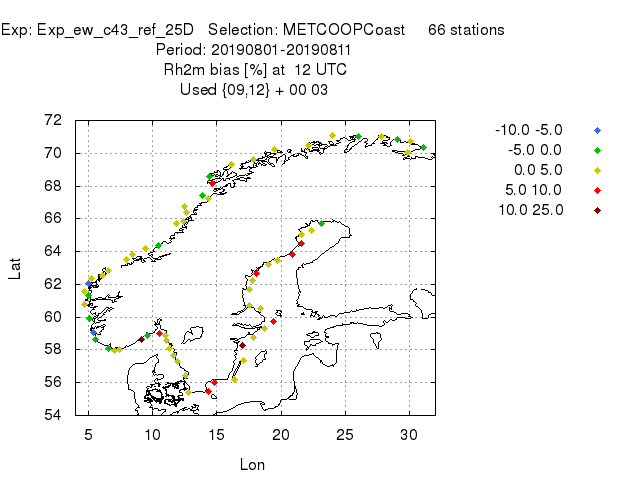 Exp: Exp_ew_c43_ref_25D Selection: METCOOPCoast 66 stations
Period: 20190801-20190811
Rh2m bias [%] at 12 UTC
Used {09,12} + 00 03
72
70
68
66
64
62
60
58
56
54
Lat
5 10 15 20 25 30
Lon
-10.0 -5.0
-5.0 0.0
0.0 5.0
5.0 10.0
10.0 25.0